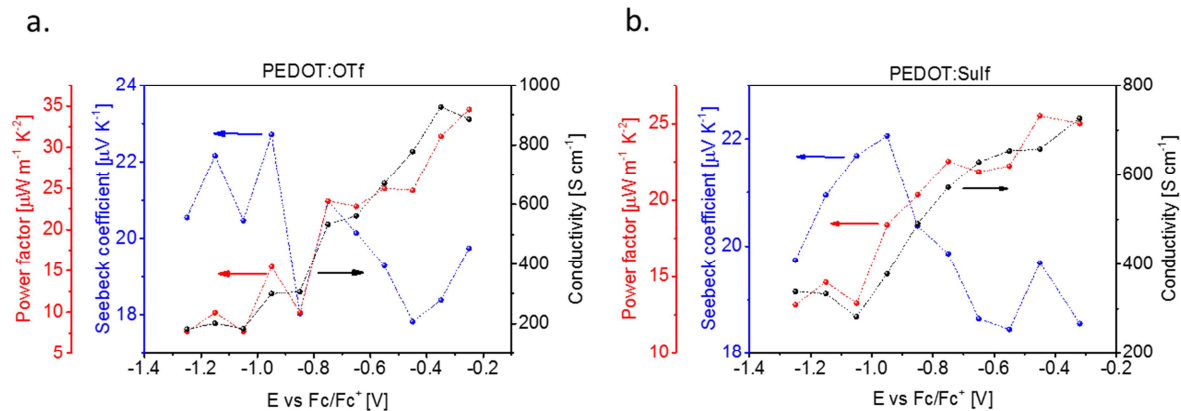 a.
PEDOT:OTf
Power factor [µW m⁻¹ K⁻²]
35
30
25
20
15
10
5
Seebeck coefficient [µV K⁻¹]
24
22
20
18
Conductivity [S cm⁻¹]
1000
800
600
400
200
-1.4 -1.2 -1.0 -0.8 -0.6 -0.4 -0.2
E vs Fc/Fc⁺ [V]
b.
PEDOT:Sulf
Power factor [µW m⁻¹ K⁻²]
25
20
15
10
Seebeck coefficient [µV K⁻¹]
22
20
18
Conductivity [S cm⁻¹]
800
600
400
200
-1.4 -1.2 -1.0 -0.8 -0.6 -0.4 -0.2
E vs Fc/Fc⁺ [V]